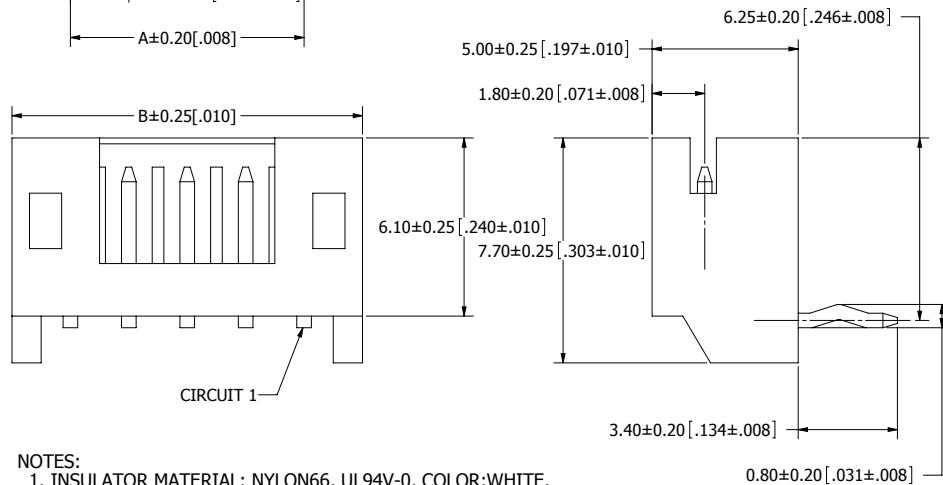 6.25±0.20[.246±.008]
A±0.20[.008]
5.00±0.25[.197±.010]
1.80±0.20[.071±.008]
B±0.25[.010]
6.10±0.25[.240±.010]
7.70±0.25[.303±.010]
CIRCUIT 1
3.40±0.20[.134±.008]
NOTES:
1. INSULATOR MATERIAL: NYLON66, UL94V-0, COLOR:WHITE.
0.80±0.20[.031±.008]